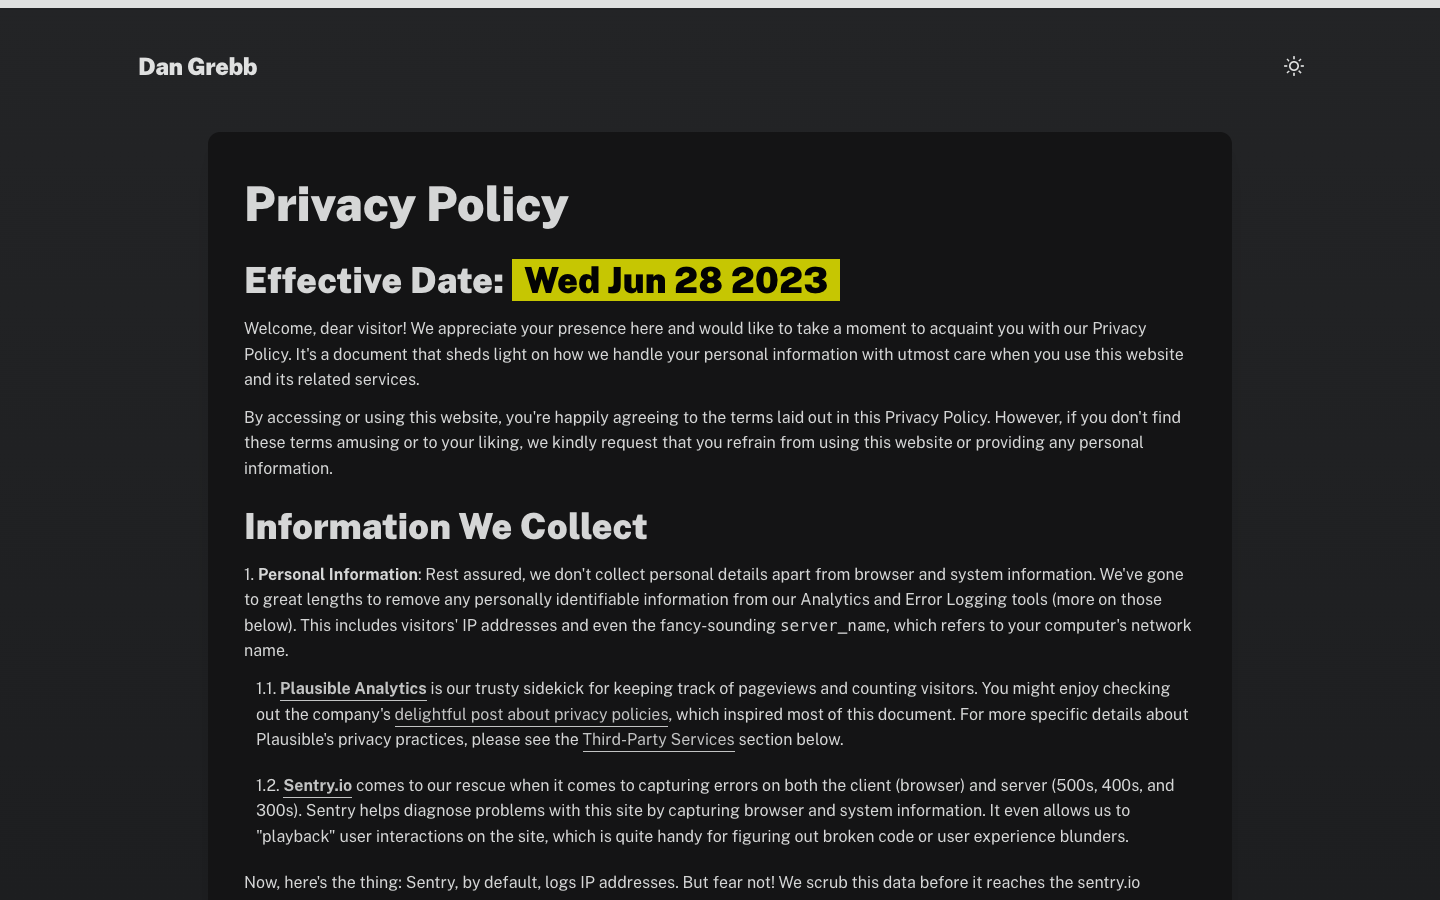 Dan Grebb
Privacy Policy
Effective Date: Wed Jun 28 2023
Welcome, dear visitor! We appreciate your presence here and would like to take a moment to acquaint you with our Privacy
Policy. It's a document that sheds light on how we handle your personal information with utmost care when you use this website
and its related services.
By accessing or using this website, you're happily agreeing to the terms laid out in this Privacy Policy. However, if you don't find
these terms amusing or to your liking, we kindly request that you refrain from using this website or providing any personal
information.
Information We Collect
1. Personal Information: Rest assured, we don't collect personal details apart from browser and system information. We've gone
to great lengths to remove any personally identifiable information from our Analytics and Error Logging tools (more on those
below). This includes visitors' IP addresses and even the fancy-sounding server_name, which refers to your computer's network
name.
1.1. Plausible Analytics is our trusty sidekick for keeping track of pageviews and counting visitors. You might enjoy checking
out the company's delightful post about privacy policies, which inspired most of this document. For more specific details about
Plausible's privacy practices, please see the Third-Party Services section below.
1.2. Sentry.io comes to our rescue when it comes to capturing errors on both the client (browser) and server (500s, 400s, and
300s). Sentry helps diagnose problems with this site by capturing browser and system information. It even allows us to
"playback" user interactions on the site, which is quite handy for figuring out broken code or user experience blunders.
Now, here's the thing: Sentry, by default, logs IP addresses. But fear not! We scrub this data before it reaches the sentry.io